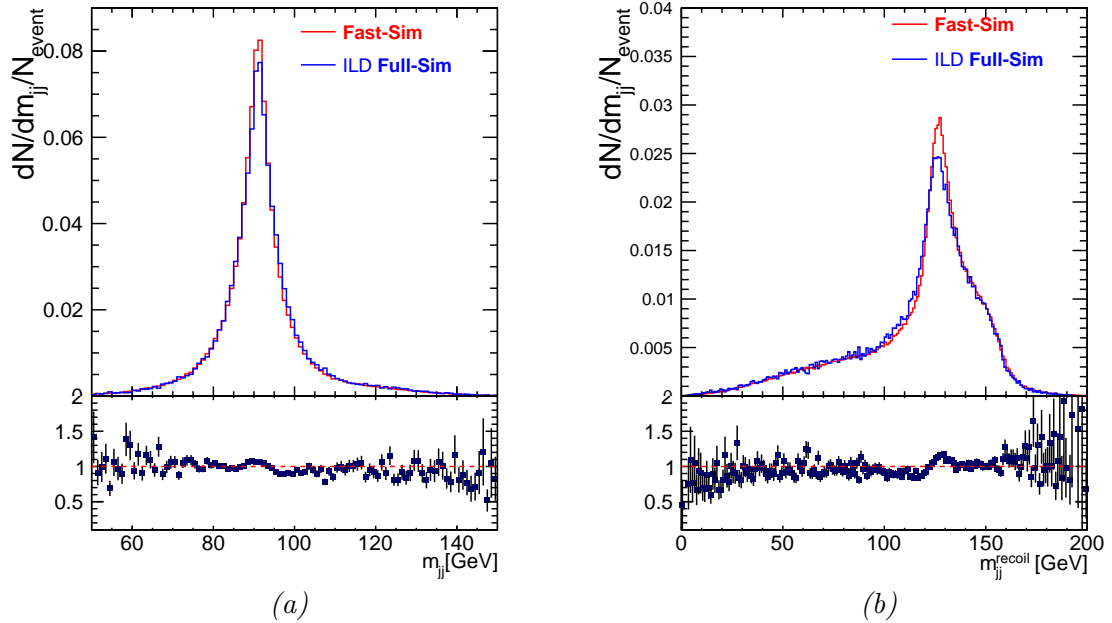 dN/dm_jj/N_event
0.08
0.06
0.04
0.02
Fast-Sim
ILD Full-Sim
2
1.5
1
0.5
60 80 100 120 140
m_jj[GeV]
(a)
dN/dm_jj/N_event
0.04
0.035
0.03
0.025
0.02
0.015
0.01
0.005
Fast-Sim
ILD Full-Sim
2
1.5
1
0.5
0 50 100 150 200
m_jj^recoil [GeV]
(b)